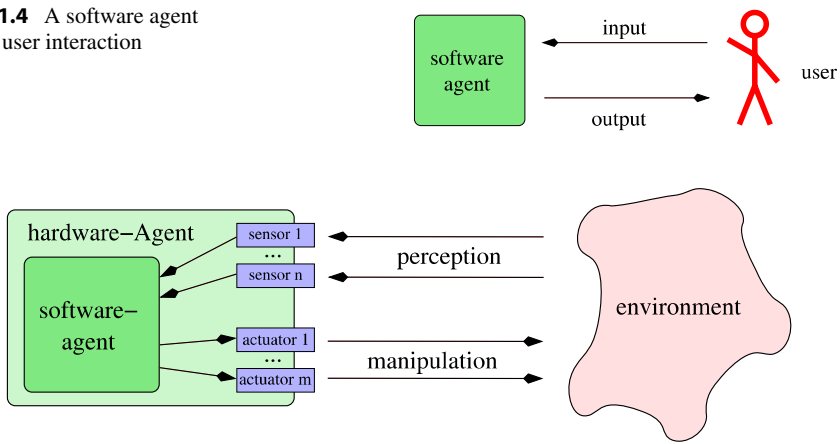 1.4 A software agent
user interaction
software
agent
input
output
user
hardware–Agent
software–
agent
sensor 1
...
sensor n
actuator 1
...
actuator m
perception
manipulation
environment